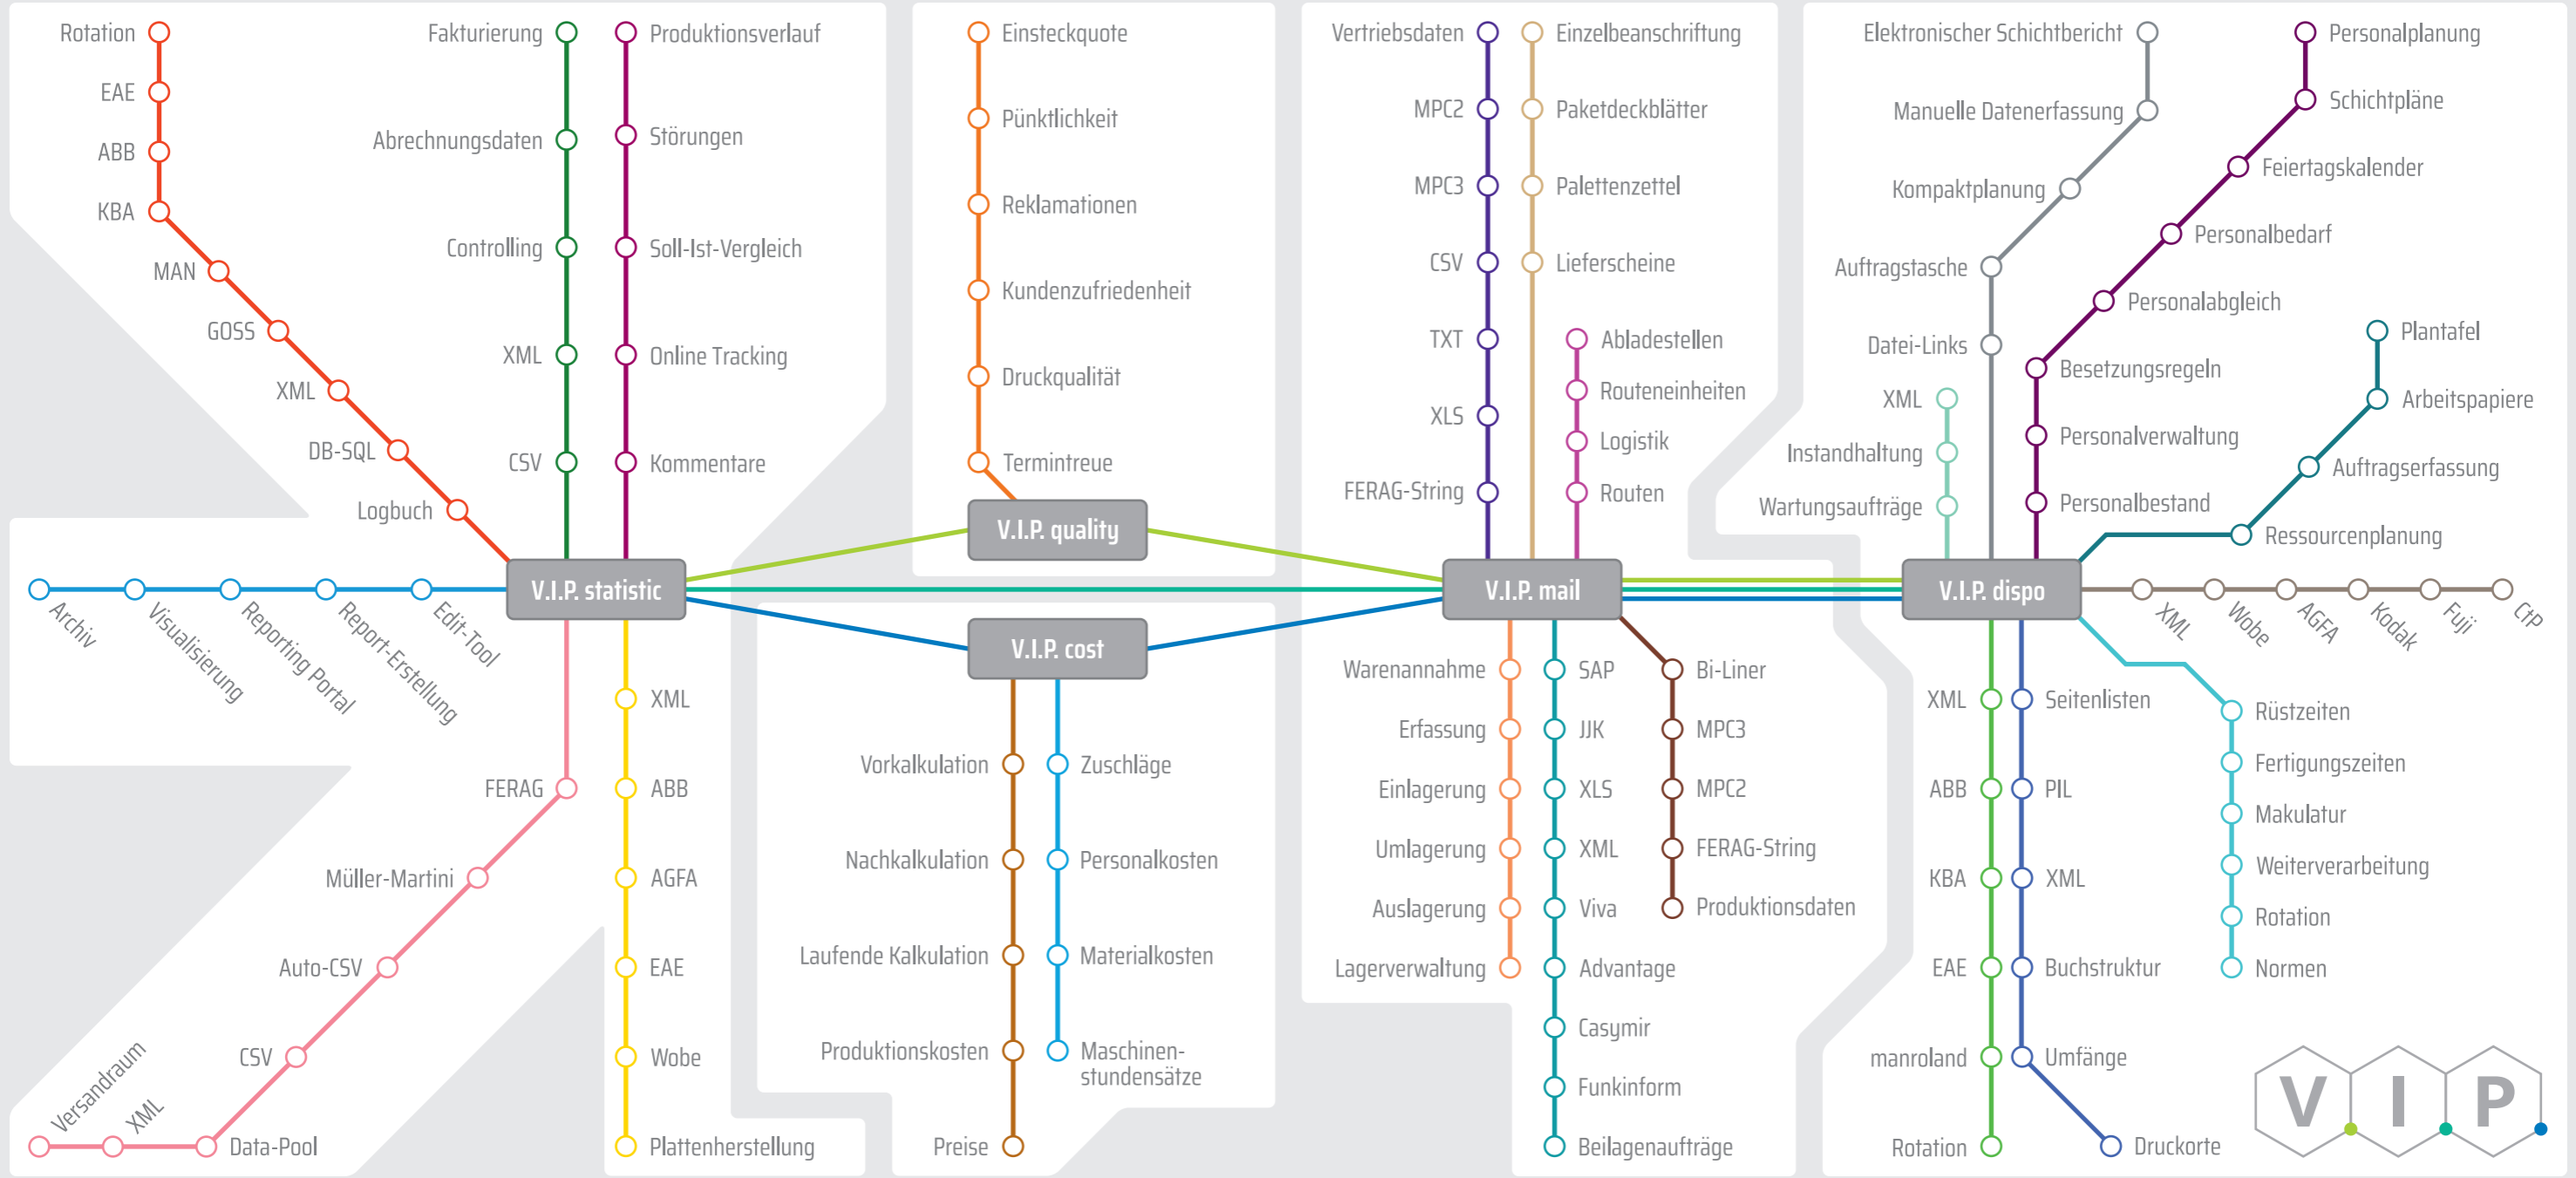 Rotation
EAE
ABB
KBA
MAN
GOSS
XML
DB-SQL
Logbuch
Fakturierung
Abrechnungsdaten
Controlling
XML
CSV
Produktionsverlauf
Störungen
Soll-Ist-Vergleich
Online Tracking
Kommentare
V.I.P. statistic
Archiv
Visualisierung
Reporting Portal
Report-Erstellung
Edit-Tool
FERAG
Müller-Martini
Auto-CSV
CSV
Data-Pool
XML
Versandraum
XML
ABB
AGFA
EAE
Wobe
Plattenherstellung
Einsteckquote
Pünktlichkeit
Reklamationen
Kundenzufriedenheit
Druckqualität
Termintreue
V.I.P. quality
V.I.P. cost
Vorkalkulation
Nachkalkulation
Laufende Kalkulation
Produktionskosten
Preise
Zuschläge
Personalkosten
Materialkosten
Maschinen-
stundensätze
Vertriebsdaten
MPC2
MPC3
CSV
TXT
XLS
FERAG-String
Einzelbeanschriftung
Paketdeckblätter
Palettenzettel
Lieferscheine
Abladestellen
Routeneinheiten
Logistik
Routen
V.I.P. mail
Warenannahme
Erfassung
Einlagerung
Umlagerung
Auslagerung
Lagerverwaltung
SAP
JJK
XLS
XML
Viva
Advantage
Casymir
Funkinform
Beilagenaufträge
Bi-Liner
MPC3
MPC2
FERAG-String
Produktionsdaten
Elektronischer Schichtbericht
Manuelle Datenerfassung
Kompaktplanung
Auftragstasche
Datei-Links
XML
Instandhaltung
Wartungsaufträge
Personalplanung
Schichtpläne
Feiertagskalender
Personalbedarf
Personalabgleich
Besetzungsregeln
Personalverwaltung
Personalbestand
Plantafel
Arbeitspapiere
Auftragserfassung
Ressourcenplanung
V.I.P. dispo
XML
Wobe
AGFA
Kodak
Fuji
CtP
XML
ABB
KBA
EAE
manroland
Rotation
Seitenlisten
PIL
XML
Buchstruktur
Umfänge
Druckorte
Rüstzeiten
Fertigungszeiten
Makulatur
Weiterverarbeitung
Rotation
Normen
VIP